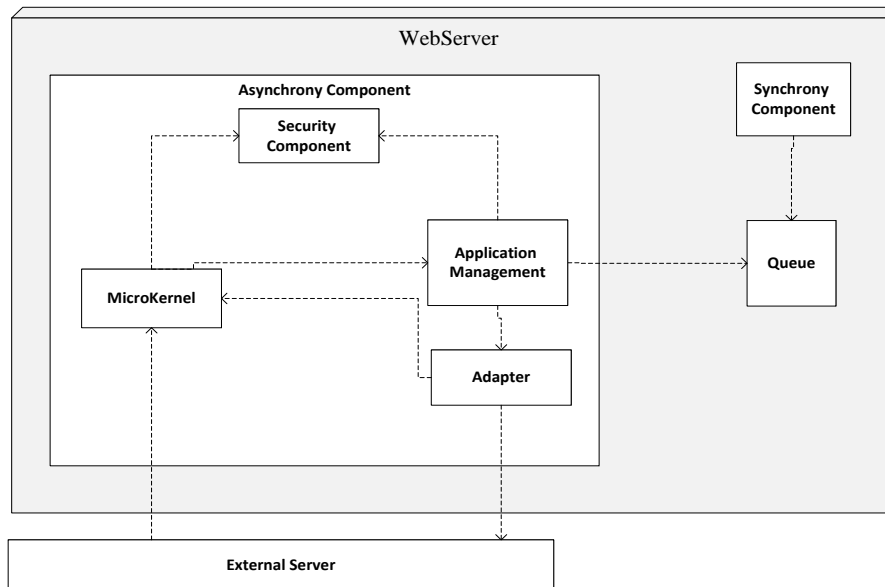 WebServer
Asynchrony Component
Security
Component
Synchrony
Component
Application
Management
Queue
MicroKernel
Adapter
External Server